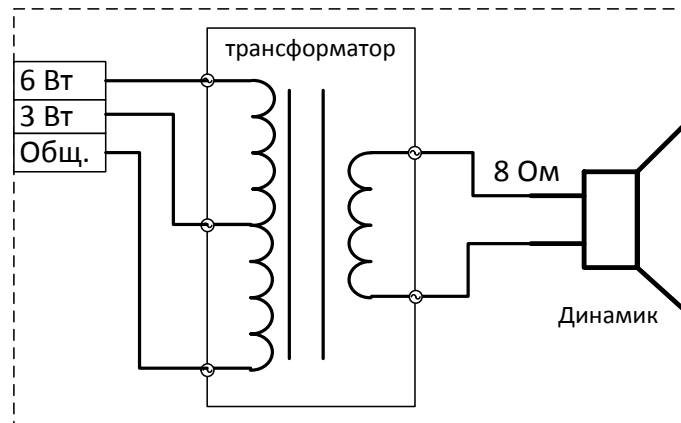 трансформатор
6 Вт
3 Вт
Общ.
8 Ом
Динамик